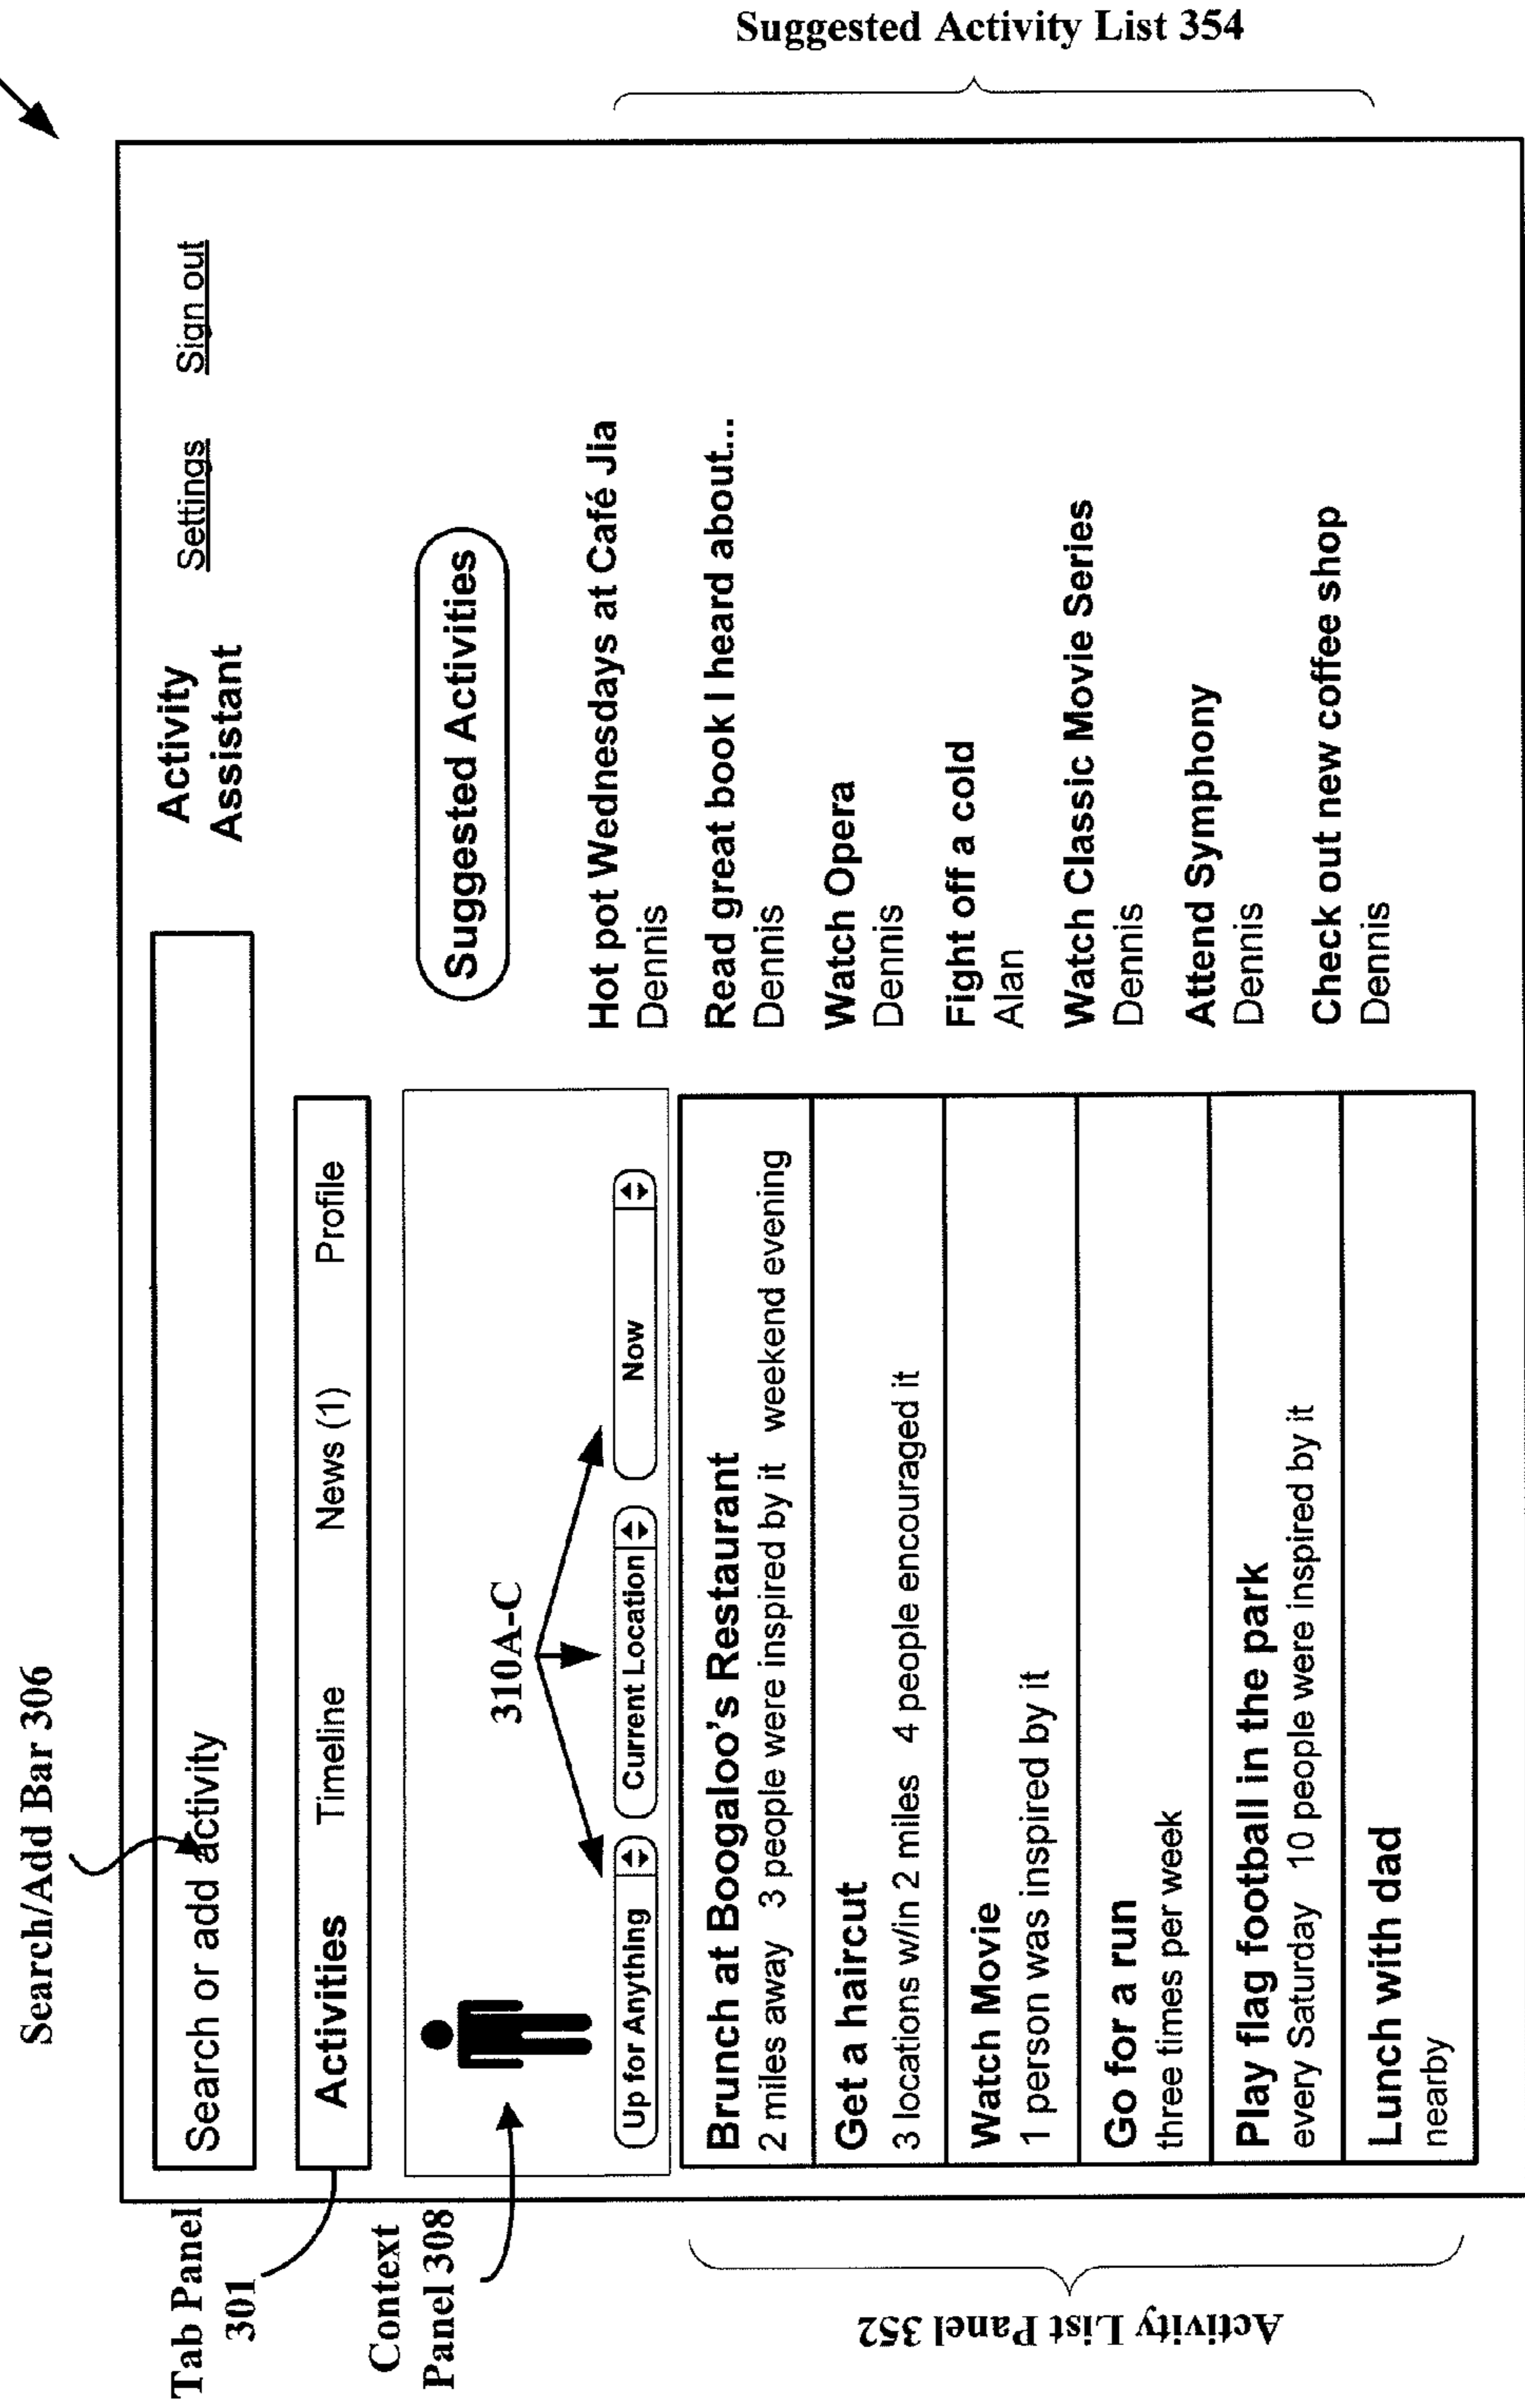 Search/Add Bar 306
Tab Panel
301
Search or add activity
Activity
Assistant
Settings Sign out
Activities Timeline News (1) Profile
Context
Panel 308
310A-C
Up for Anything Current Location Now
Suggested Activities
Activity List Panel 352
Brunch at Boogaloo's Restaurant
2 miles away 3 people were inspired by it weekend evening
Get a haircut
3 locations w/in 2 miles 4 people encouraged it
Watch Movie
1 person was inspired by it
Go for a run
three times per week
Play flag football in the park
every Saturday 10 people were inspired by it
Lunch with dad
nearby
Hot pot Wednesdays at Café Jia
Dennis
Read great book I heard about...
Dennis
Watch Opera
Dennis
Fight off a cold
Alan
Watch Classic Movie Series
Dennis
Attend Symphony
Dennis
Check out new coffee shop
Dennis
Suggested Activity List 354